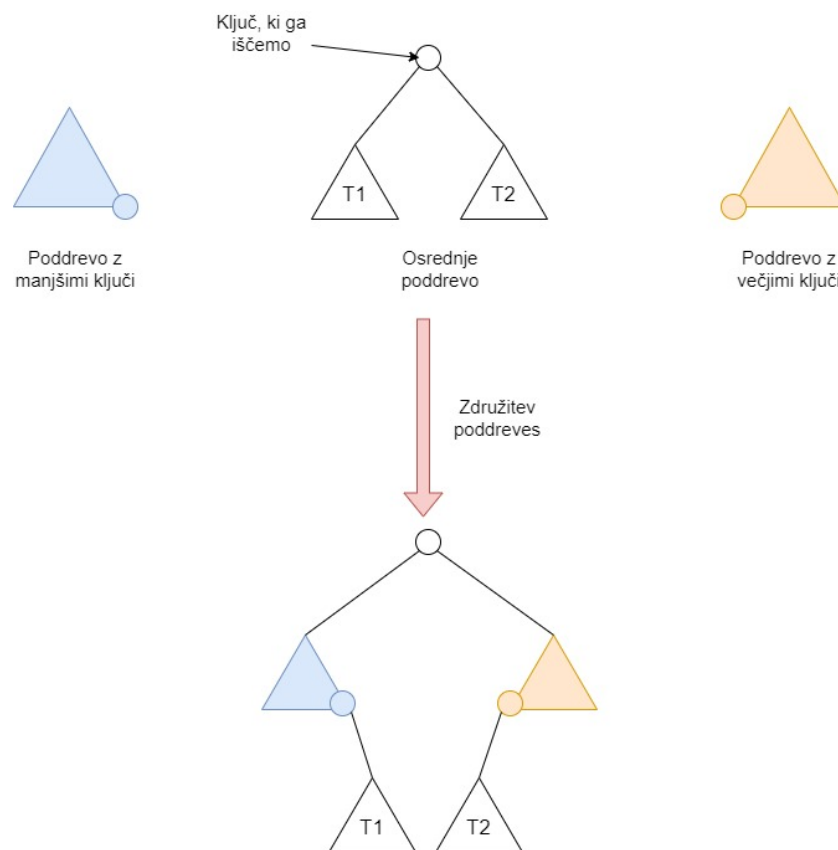 Ključ, ki ga
iščemo
T1
T2
Poddrevo z
manjšimi ključi
Osrednje
poddrevo
Poddrevo z
večjimi ključi
Združitev
poddreves
T1
T2